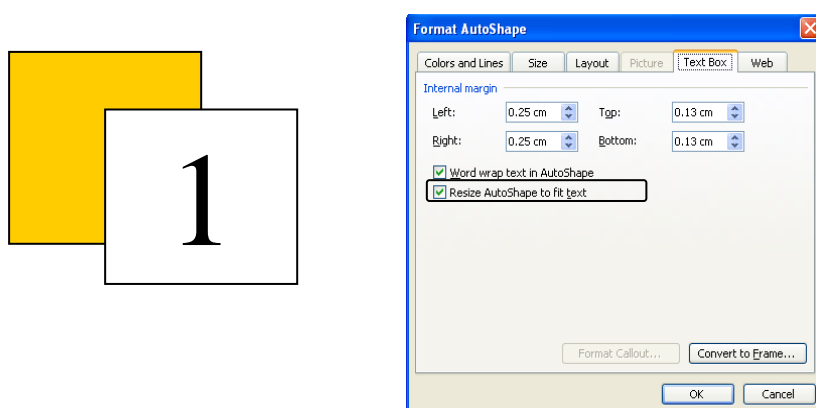 1
Format AutoShape
Colors and Lines Size Layout Picture Text Box Web
Internal margin
Left: 0.25 cm Top: 0.13 cm
Right: 0.25 cm Bottom: 0.13 cm
Word wrap text in AutoShape
Resize AutoShape to fit text
Format Callout... Convert to Frame...
OK Cancel